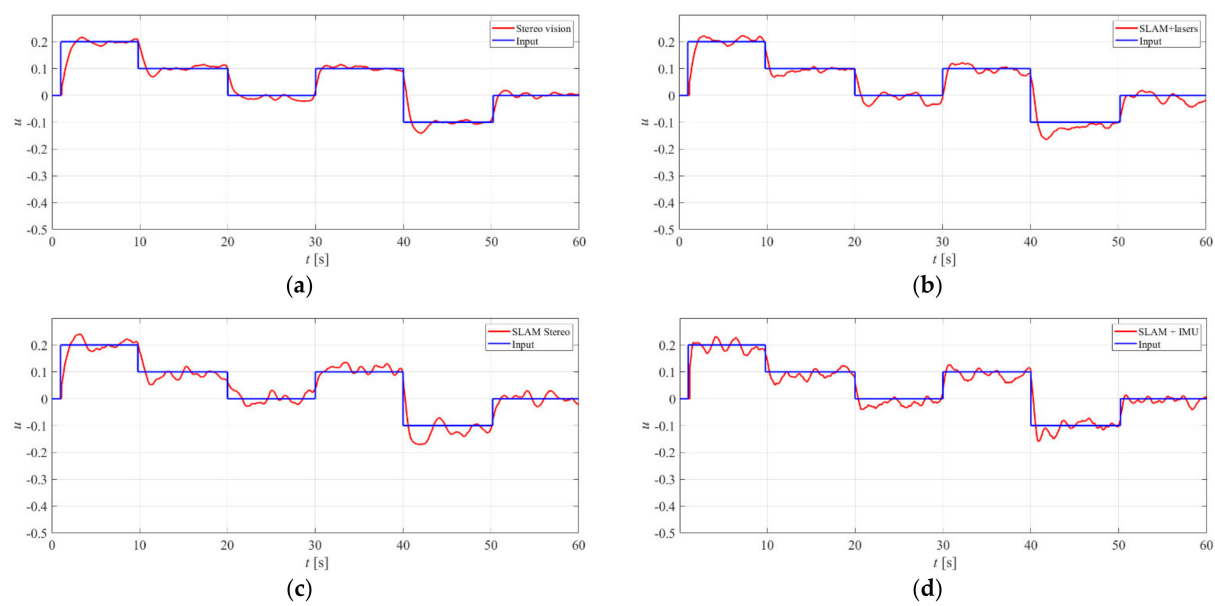 Stereo vision
Input
0.2
0.1
0
-0.1
-0.2
-0.3
-0.4
-0.5
u
0 10 20 30 40 50 60
t [s]
(a)
SLAM+lasers
Input
0.2
0.1
0
-0.1
-0.2
-0.3
-0.4
-0.5
u
0 10 20 30 40 50 60
t [s]
(b)
SLAM Stereo
Input
0.2
0.1
0
-0.1
-0.2
-0.3
-0.4
-0.5
u
0 10 20 30 40 50 60
t [s]
(c)
SLAM + IMU
Input
0.2
0.1
0
-0.1
-0.2
-0.3
-0.4
-0.5
u
10 20 30 40 50 60
t [s]
(d)